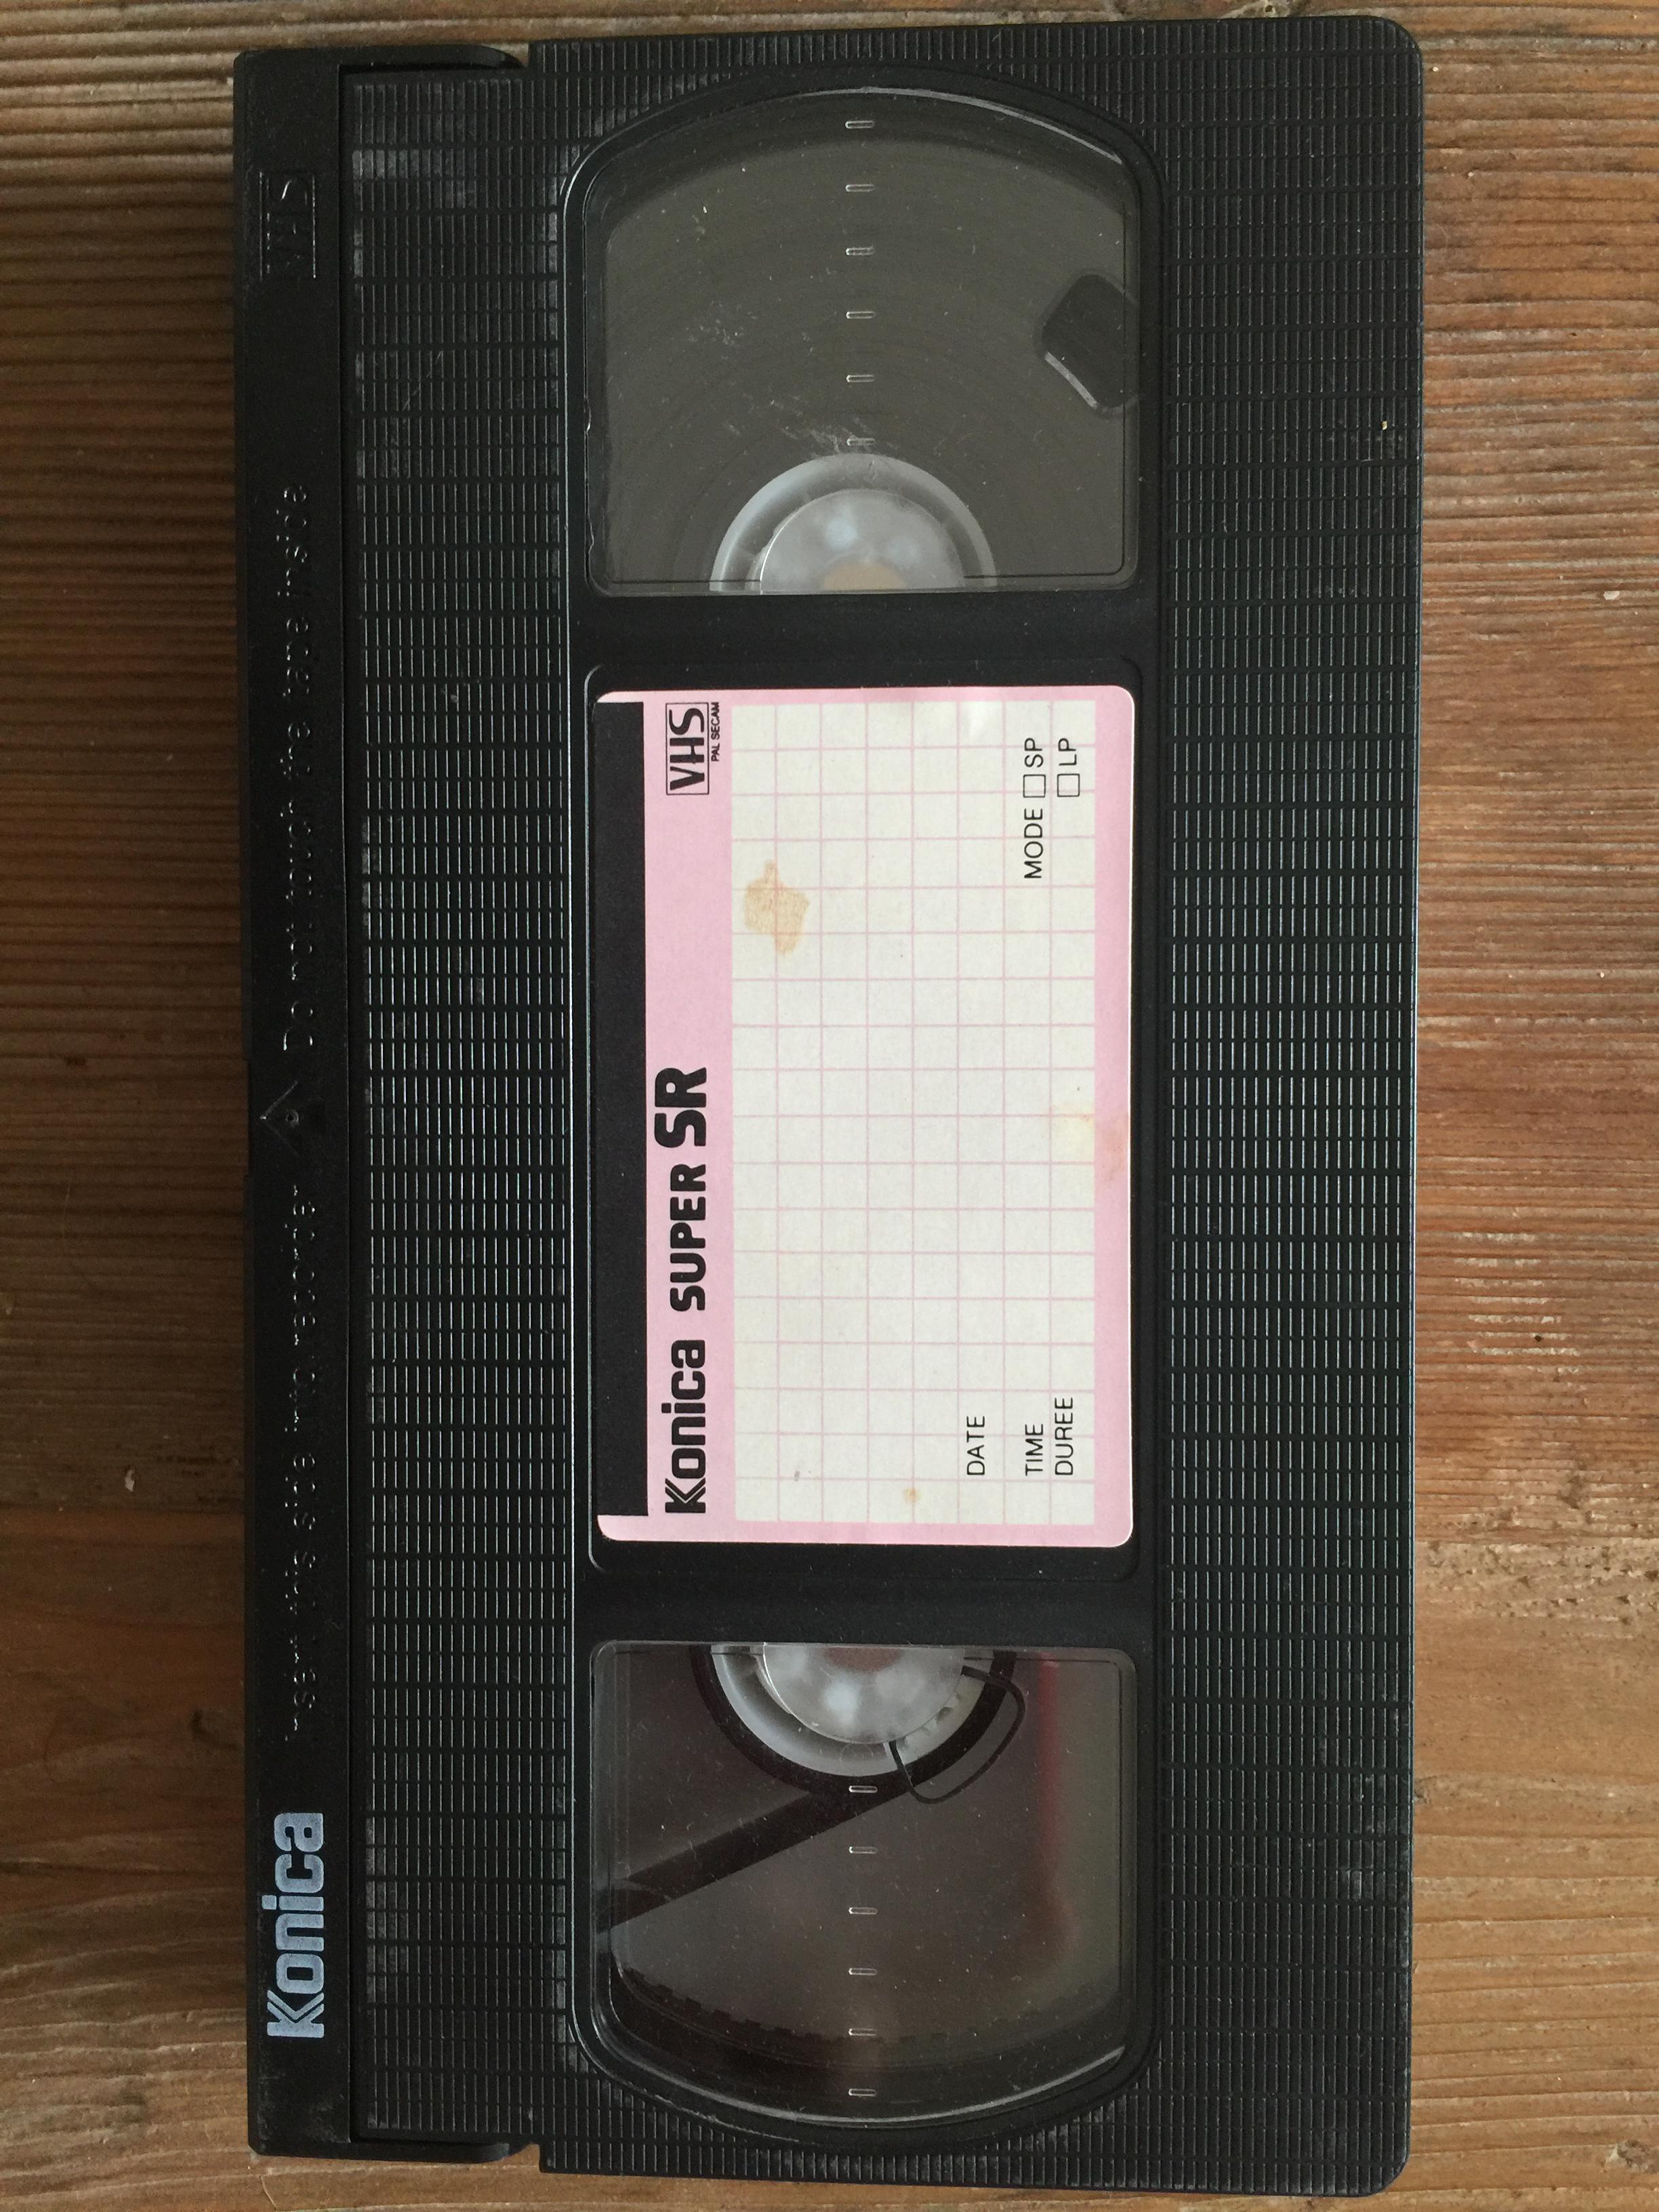 Konica
Insert this side into recorder
Do not touch the tape inside
VHS
Konica SUPER SR
VHS
PAL SECAM
DATE
TIME
DUREE
MODE SP
LP